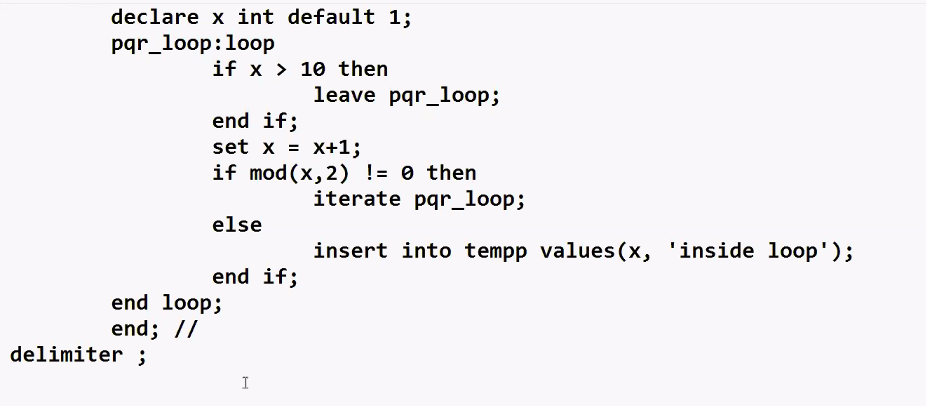 declare x int default 1;
pqr_loop:loop
if x > 10 then
leave pqr_loop;
end if;
set x = x+1;
if mod(x,2) != 0 then
iterate pqr_loop;
else
insert into tempp values(x, 'inside loop');
end if;
end loop;
end; //
delimiter ;